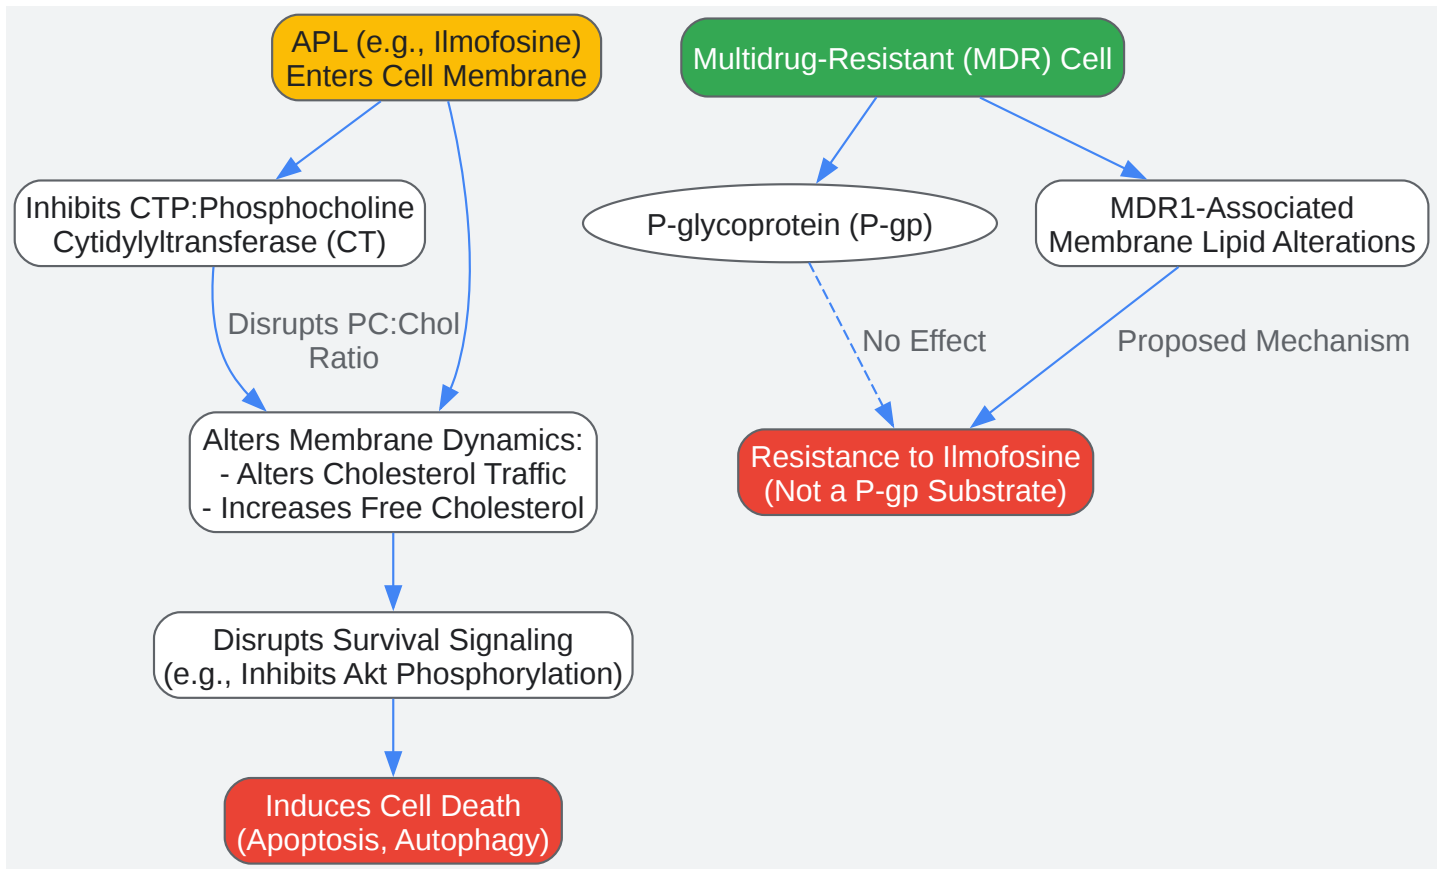 APL (e.g., Ilmofosine)
Enters Cell Membrane
Multidrug-Resistant (MDR) Cell
Inhibits CTP:Phosphocholine
Cytidylyltransferase (CT)
P-glycoprotein (P-gp)
MDR1-Associated
Membrane Lipid Alterations
Disrupts PC:Chol
Ratio
No Effect
Proposed Mechanism
Alters Membrane Dynamics:
- Alters Cholesterol Traffic
- Increases Free Cholesterol
Resistance to Ilmofosine
(Not a P-gp Substrate)
Disrupts Survival Signaling
(e.g., Inhibits Akt Phosphorylation)
Induces Cell Death
(Apoptosis, Autophagy)